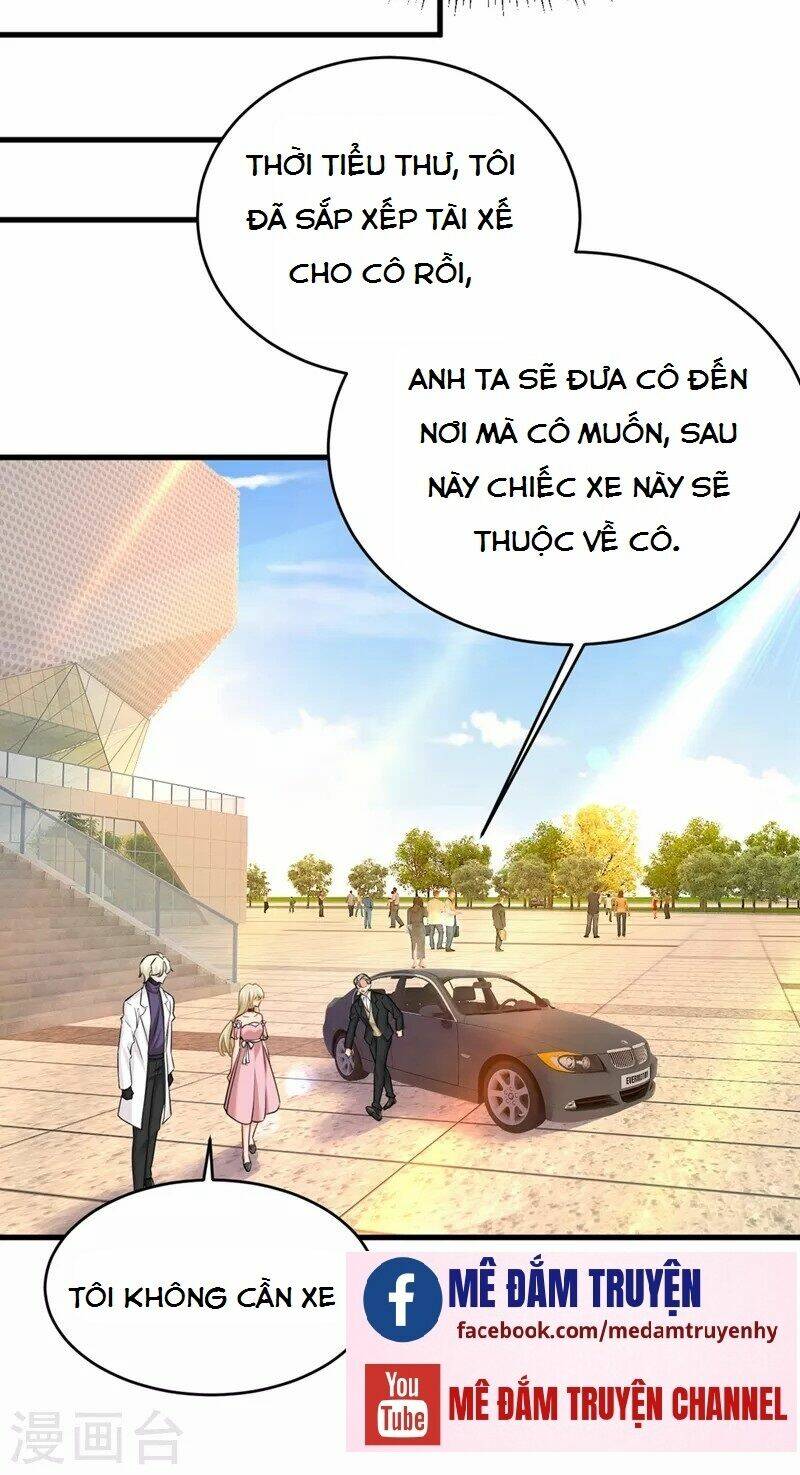 THỜI TIỂU THƯ, TÔI
ĐÃ SẮP XẾP TÀI XẾ
CHO CÔ RỒI,
ANH TA SẼ ĐƯA CÔ ĐẾN
NƠI MÀ CÔ MUỐN, SAU
NÀY CHIẾC XE NÀY SẼ
THUỘC VỀ CÔ.
TÔI KHÔNG CẦN XE
MÊ ĐẮM TRUYỆN
facebook.com/medamtruyenhy
You
Tube
MÊ ĐẮM TRUYỆN CHANNEL
漫画台